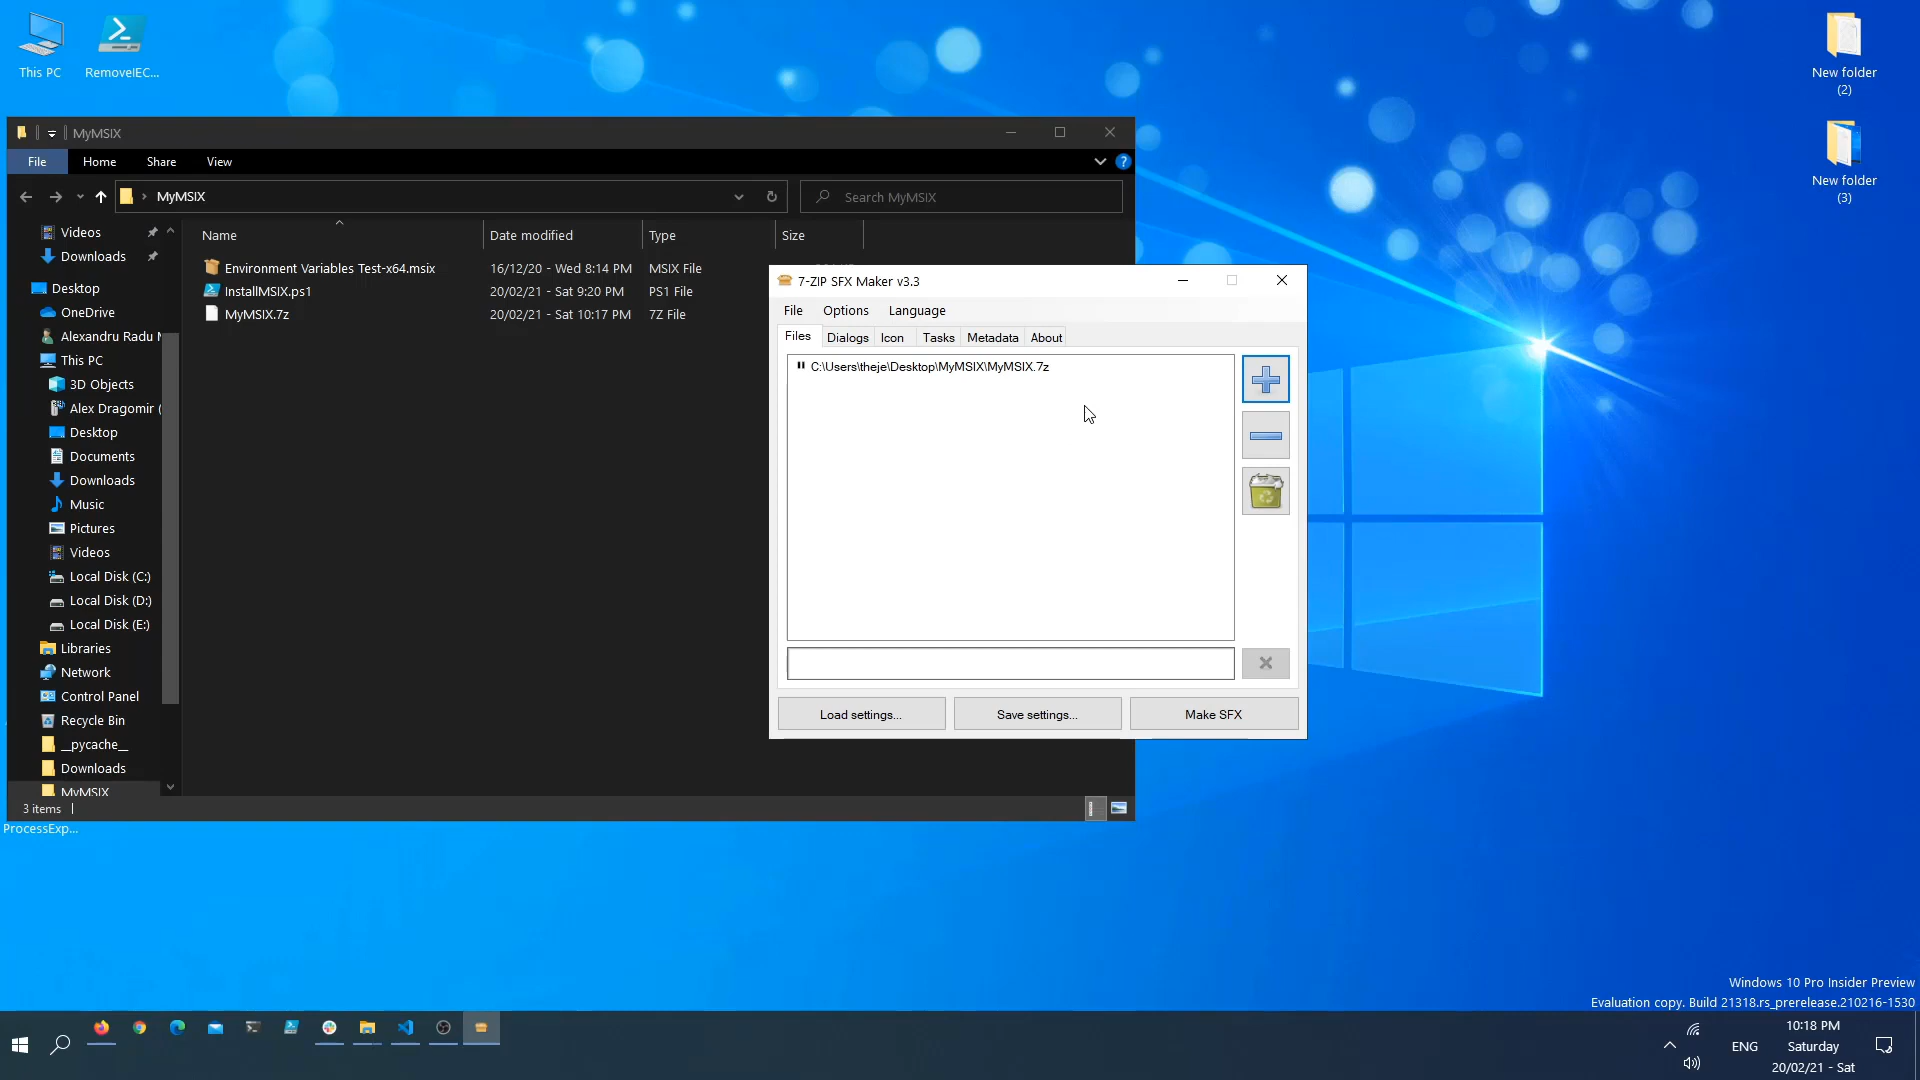 This PC
RemoveIEC...
New folder
(2)
New folder
(3)
MyMSIX
File
Home
Share
View
MyMSIX
Search MyMSIX
Name
Date modified
Type
Size
Environment Variables Test-x64.msix
16/12/20 - Wed 8:14 PM
MSIX File
InstallMSIX.ps1
20/02/21 - Sat 9:20 PM
PS1 File
MyMSIX.7z
20/02/21 - Sat 10:17 PM
7Z File
Videos
Downloads
Desktop
OneDrive
Alexandru Radu
This PC
3D Objects
Alex Dragomir (
Desktop
Documents
Downloads
Music
Pictures
Videos
Local Disk (C:)
Local Disk (D:)
Local Disk (E:)
Libraries
Network
Control Panel
Recycle Bin
__pycache__
Downloads
MyMSIX
3 items
ProcessExp...
7-ZIP SFX Maker v3.3
File
Options
Language
Files
Dialogs
Icon
Tasks
Metadata
About
C:\Users\theje\Desktop\MyMSIX\MyMSIX.7z
Load settings...
Save settings...
Make SFX
Windows 10 Pro Insider Preview
Evaluation copy. Build 21318.rs_prerelease.210216-1530
ENG
10:18 PM
Saturday
20/02/21 - Sat